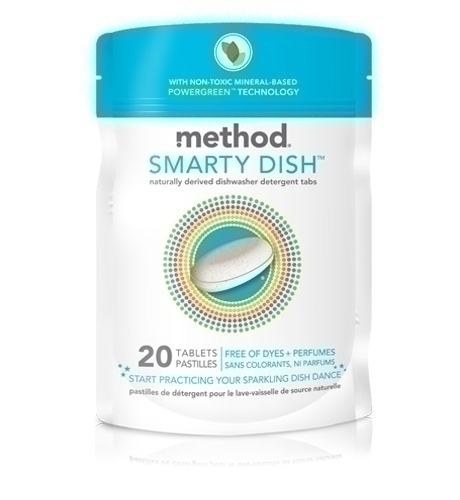 WITH NON-TOXIC MINERAL-BASED
POWERGREEN™ TECHNOLOGY
method®
SMARTY DISH™
naturally derived dishwasher detergent tabs
20 TABLETS PASTILLES
FREE OF DYES + PERFUMES
SANS COLORANTS, NI PARFUMS
START PRACTICING YOUR SPARKLING DISH DANCE
pastilles de détergent pour le lave-vaisselle de source naturelle